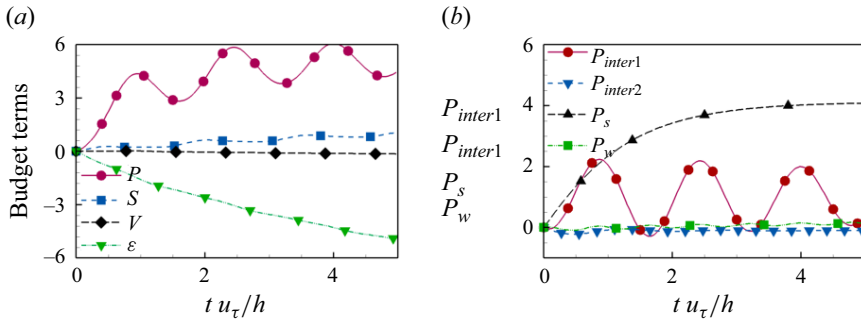 (a)
6
3
0
−3
−6
Budget terms
P
S
V
ε
0
2
4
t uτ/h
(b)
6
4
2
0
Pinter1
Pinter1
Ps
Pw
Pinter1
Pinter2
Ps
Pw
0
2
4
t uτ/h